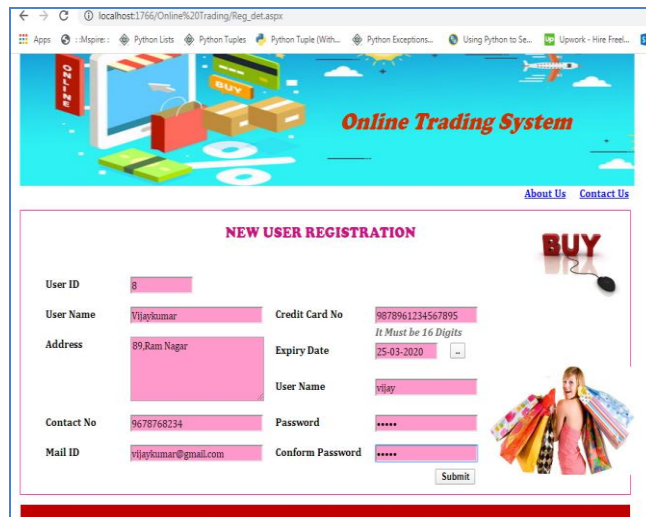 localhost:1766/Online%20Trading/Reg_det.aspx
Apps ::Mspire:: Python Lists Python Tuples Python Tuple (With... Python Exceptions... Using Python to Se... Up Upwork - Hire Freel...
ONLINE
BUY
Online Trading System
About Us Contact Us
NEW USER REGISTRATION
BUY
User ID 8
User Name Vijaykumar Credit Card No 9878961234567895
It Must be 16 Digits
Address 89,Ram Nagar Expiry Date 25-03-2020 ...
User Name vijay
Contact No 9678768234 Password •••••
Mail ID vijaykumar@gmail.com Conform Password •••••
Submit